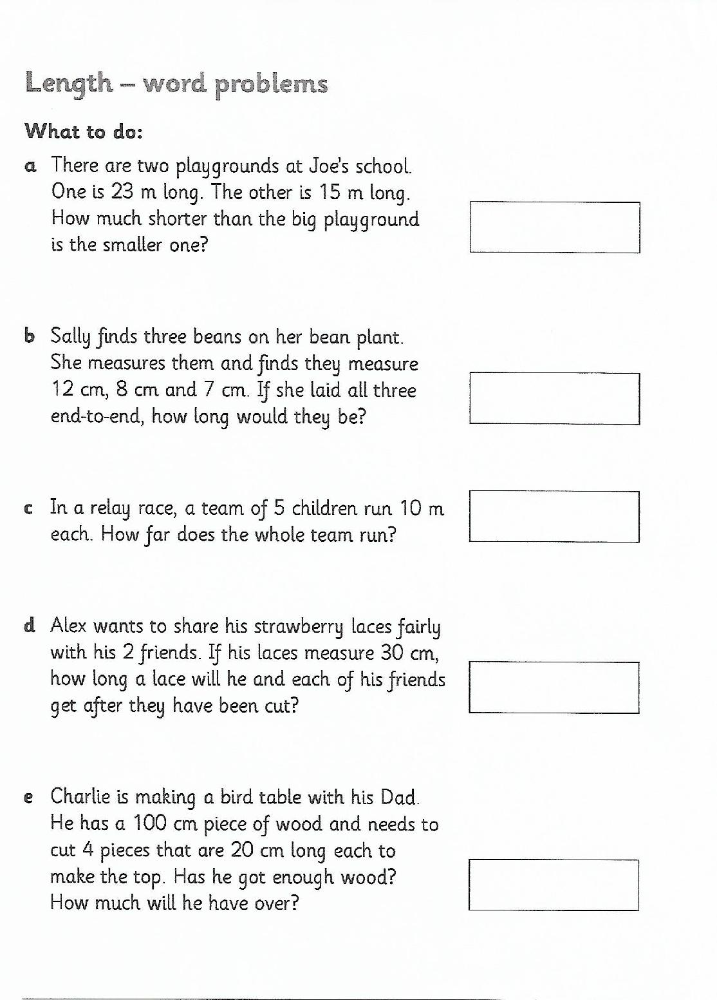 Length – word problems
What to do:
a There are two playgrounds at Joe's school.
One is 23 m long. The other is 15 m long.
How much shorter than the big playground
is the smaller one?
b Sally finds three beans on her bean plant.
She measures them and finds they measure
12 cm, 8 cm and 7 cm. If she laid all three
end-to-end, how long would they be?
c In a relay race, a team of 5 children run 10 m
each. How far does the whole team run?
d Alex wants to share his strawberry laces fairly
with his 2 friends. If his laces measure 30 cm,
how long a lace will he and each of his friends
get after they have been cut?
e Charlie is making a bird table with his Dad.
He has a 100 cm piece of wood and needs to
cut 4 pieces that are 20 cm long each to
make the top. Has he got enough wood?
How much will he have over?